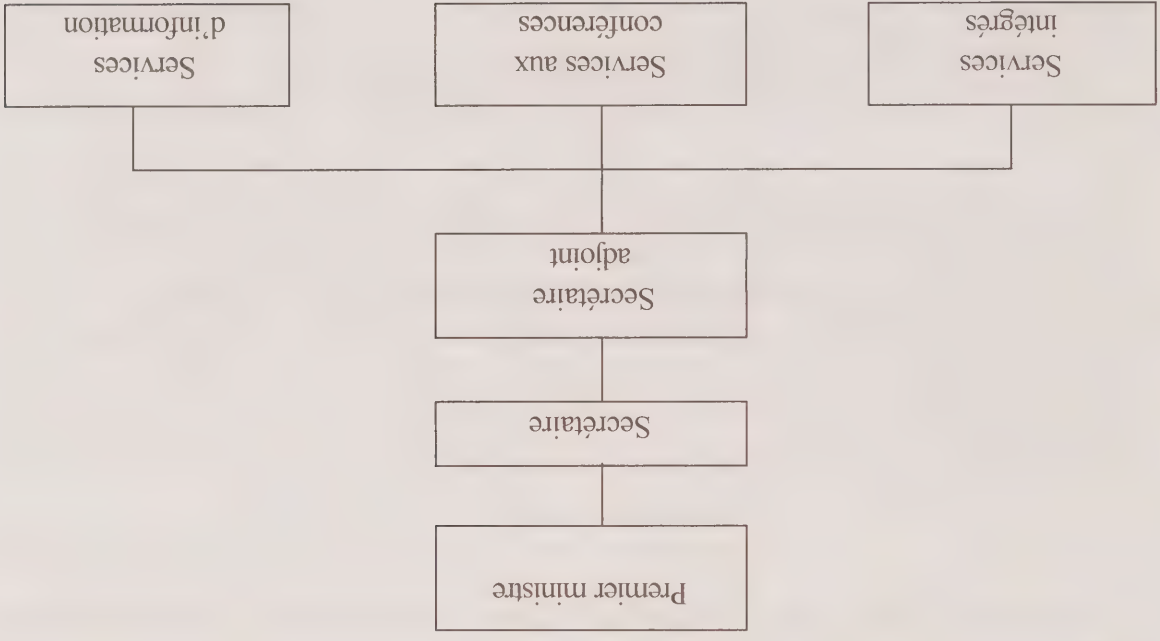 Premier ministre
Secrétaire
Secrétaire
adjoint
Services
intégrés
Services aux
conférences
Services
d'information